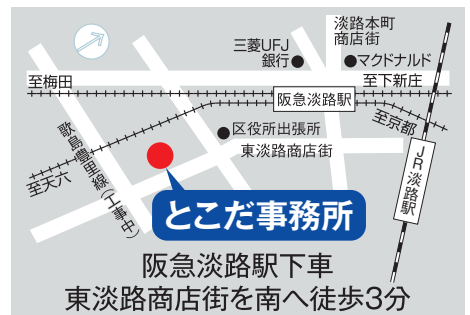 淡路本町
商店街
三菱UFJ
銀行
マクドナルド
至梅田
至下新庄
阪急淡路駅
至京都
区役所出張所
東淡路商店街
歌島豊里線(工事中)
至天六
JR淡路駅
とこだ事務所
阪急淡路駅下車
東淡路商店街を南へ徒歩3分